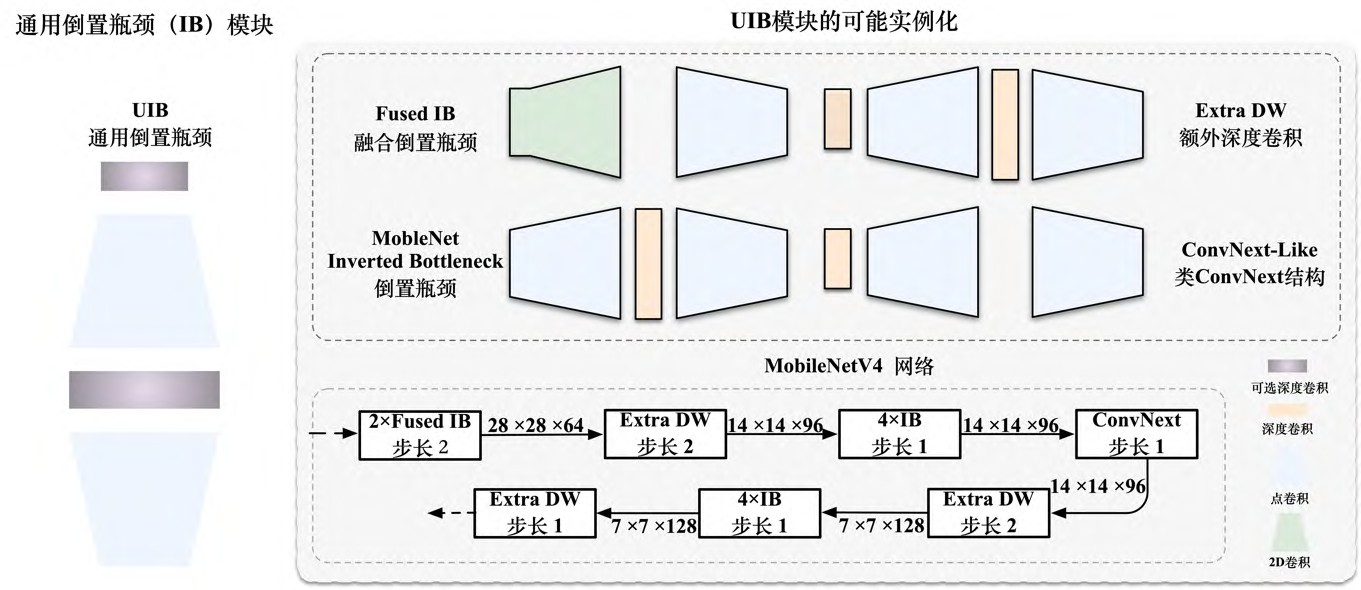 通用倒置瓶颈（IB）模块
UIB模块的可能实例化
UIB
通用倒置瓶颈
Fused IB
融合倒置瓶颈
Extra DW
额外深度卷积
MobleNet
Inverted Bottleneck
倒置瓶颈
ConvNext-Like
类ConvNext结构
MobileNetV4 网络
2×Fused IB
步长 2
28 ×28 ×64
Extra DW
步长 2
14 ×14 ×96
4×IB
步长 1
14 ×14 ×96
ConvNext
步长 1
14 ×14 ×96
Extra DW
步长 2
7 ×7 ×128
4×IB
步长 1
7 ×7 ×128
Extra DW
步长 1
可选深度卷积
深度卷积
点卷积
2D卷积